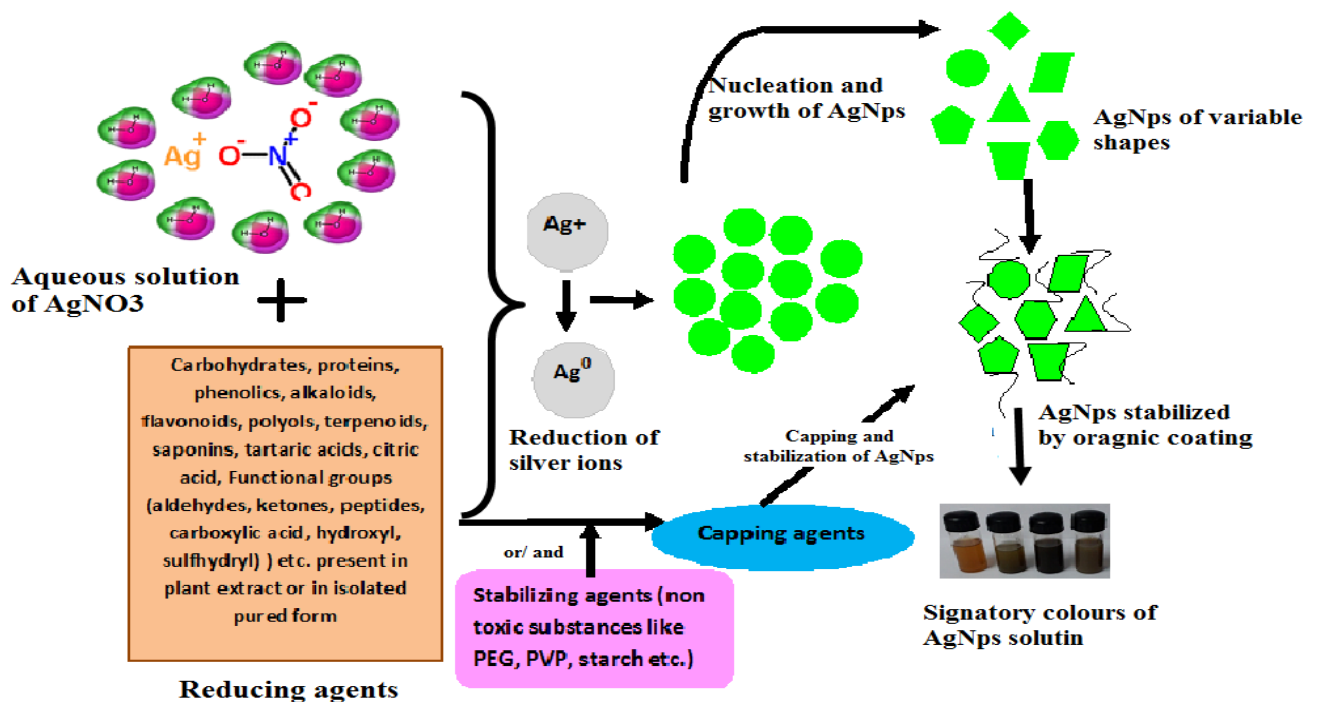 Nucleation and
growth of AgNps
AgNps of variable
shapes
Ag+
O-
N+
O-
O
H
H
Aqueous solution
of AgNO3
+
Carbohydrates, proteins,
phenolics, alkaloids,
flavonoids, polyols, terpenoids,
saponins, tartaric acids, citric
acid, Functional groups
(aldehydes, ketones, peptides,
carboxylic acid, hydroxyl,
sulfhydryl) ) etc. present in
plant extract or in isolated
pured form
Reducing agents
Ag+
Ag0
Reduction of
silver ions
or/ and
Stabilizing agents (non
toxic substances like
PEG, PVP, starch etc.)
Capping agents
Capping and
stabilization of AgNps
AgNps stabilized
by oragnic coating
Signatory colours of
AgNps solutin